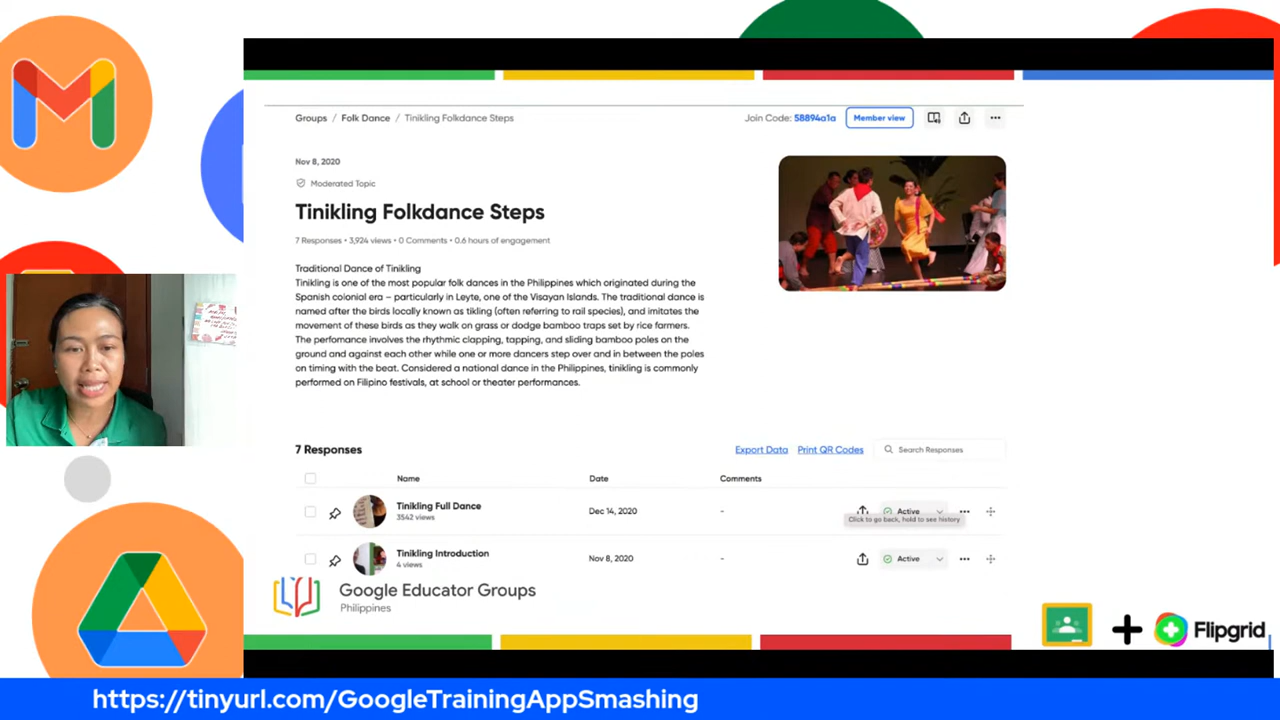 Groups / Folk Dance / Tinikling Folkdance Steps
Join Code: 58894a1a
Member view
Nov 8, 2020
Moderated Topic
Tinikling Folkdance Steps
7 Responses • 3,924 views • 0 Comments • 0.6 hours of engagement
Traditional Dance of Tinikling
Tinikling is one of the most popular folk dances in the Philippines which originated during the
Spanish colonial era – particularly in Leyte, one of the Visayan Islands. The traditional dance is
named after the birds locally known as tikling (often referring to rail species), and imitates the
movement of these birds as they walk on grass or dodge bamboo traps set by rice farmers.
The perfomance involves the rhythmic clapping, tapping, and sliding bamboo poles on the
ground and against each other while one or more dancers step over and in between the poles
on timing with the beat. Considered a national dance in the Philippines, tinikling is commonly
performed on Filipino festivals, at school or theater performances.
7 Responses
Export Data
Print QR Codes
Search Responses
Name
Date
Comments
Tinikling Full Dance
3542 views
Dec 14, 2020
-
Active
Click to go back, hold to see history
Tinikling Introduction
4 views
Nov 8, 2020
-
Active
Google Educator Groups
Philippines
Flipgrid
https://tinyurl.com/GoogleTrainingAppSmashing